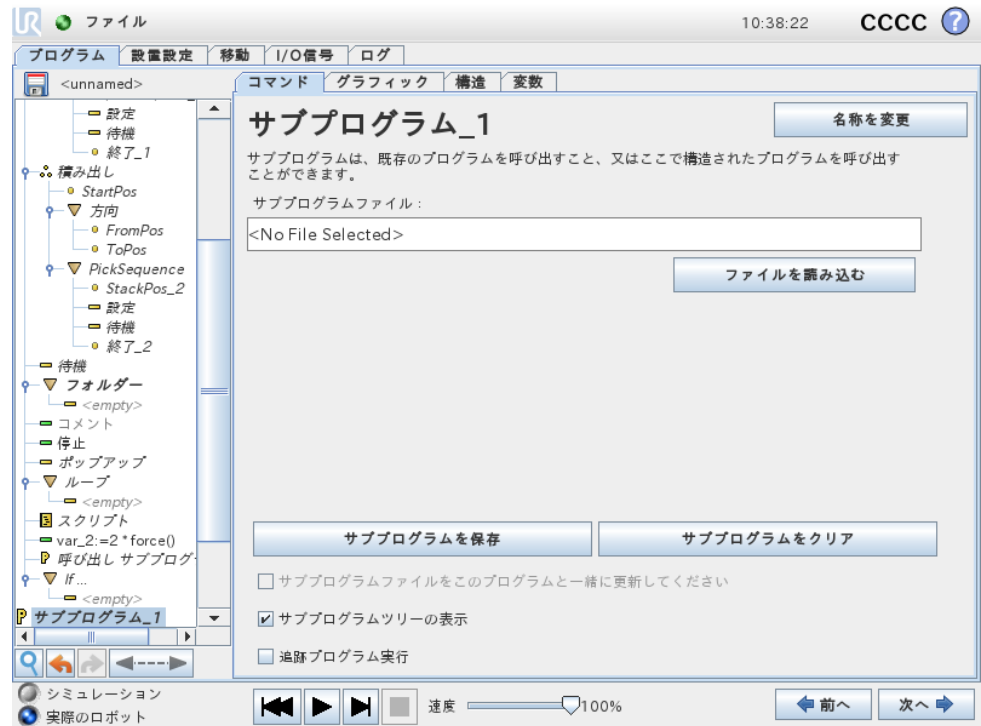 UR ファイル 10:38:22 CCCC ?
プログラム 設置設定 移動 I/O信号 ログ
<unnamed>
設定
待機
終了_1
積み出し
StartPos
方向
FromPos
ToPos
PickSequence
StackPos_2
設定
待機
終了_2
待機
フォルダー
<empty>
コメント
停止
ポップアップ
ループ
<empty>
スクリプト
var_2:=2*force()
呼び出し サブプログ
If…
<empty>
サブプログラム_1
コマンド グラフィック 構造 変数
サブプログラム_1
名称を変更
サブプログラムは、既存のプログラムを呼び出すこと、又はここで構造されたプログラムを呼び出す
ことができます。
サブプログラムファイル :
<No File Selected>
ファイルを読み込む
サブプログラムを保存 サブプログラムをクリア
サブプログラムファイルをこのプログラムと一緒に更新してください
サブプログラムツリーの表示
追跡プログラム実行
シミュレーション
実際のロボット
速度 100%
前へ 次へ